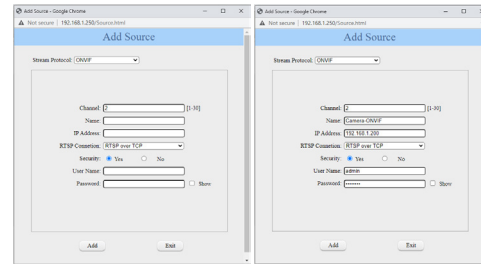 Add Source - Google Chrome
Not secure | 192.168.1.250/Source.html
Add Source
Stream Protocol: ONVIF
Channel: 2 [1-30]
Name:
IP Address:
RTSP Connetion: RTSP over TCP
Security: Yes No
User Name:
Password: Show
Add Exit
Add Source - Google Chrome
Not secure | 192.168.1.250/Source.html
Add Source
Stream Protocol: ONVIF
Channel: 2 [1-30]
Name: Camera-ONVIF
IP Address: 192.168.1.200
RTSP Connetion: RTSP over TCP
Security: Yes No
User Name: admin
Password: ········ Show
Add Exit